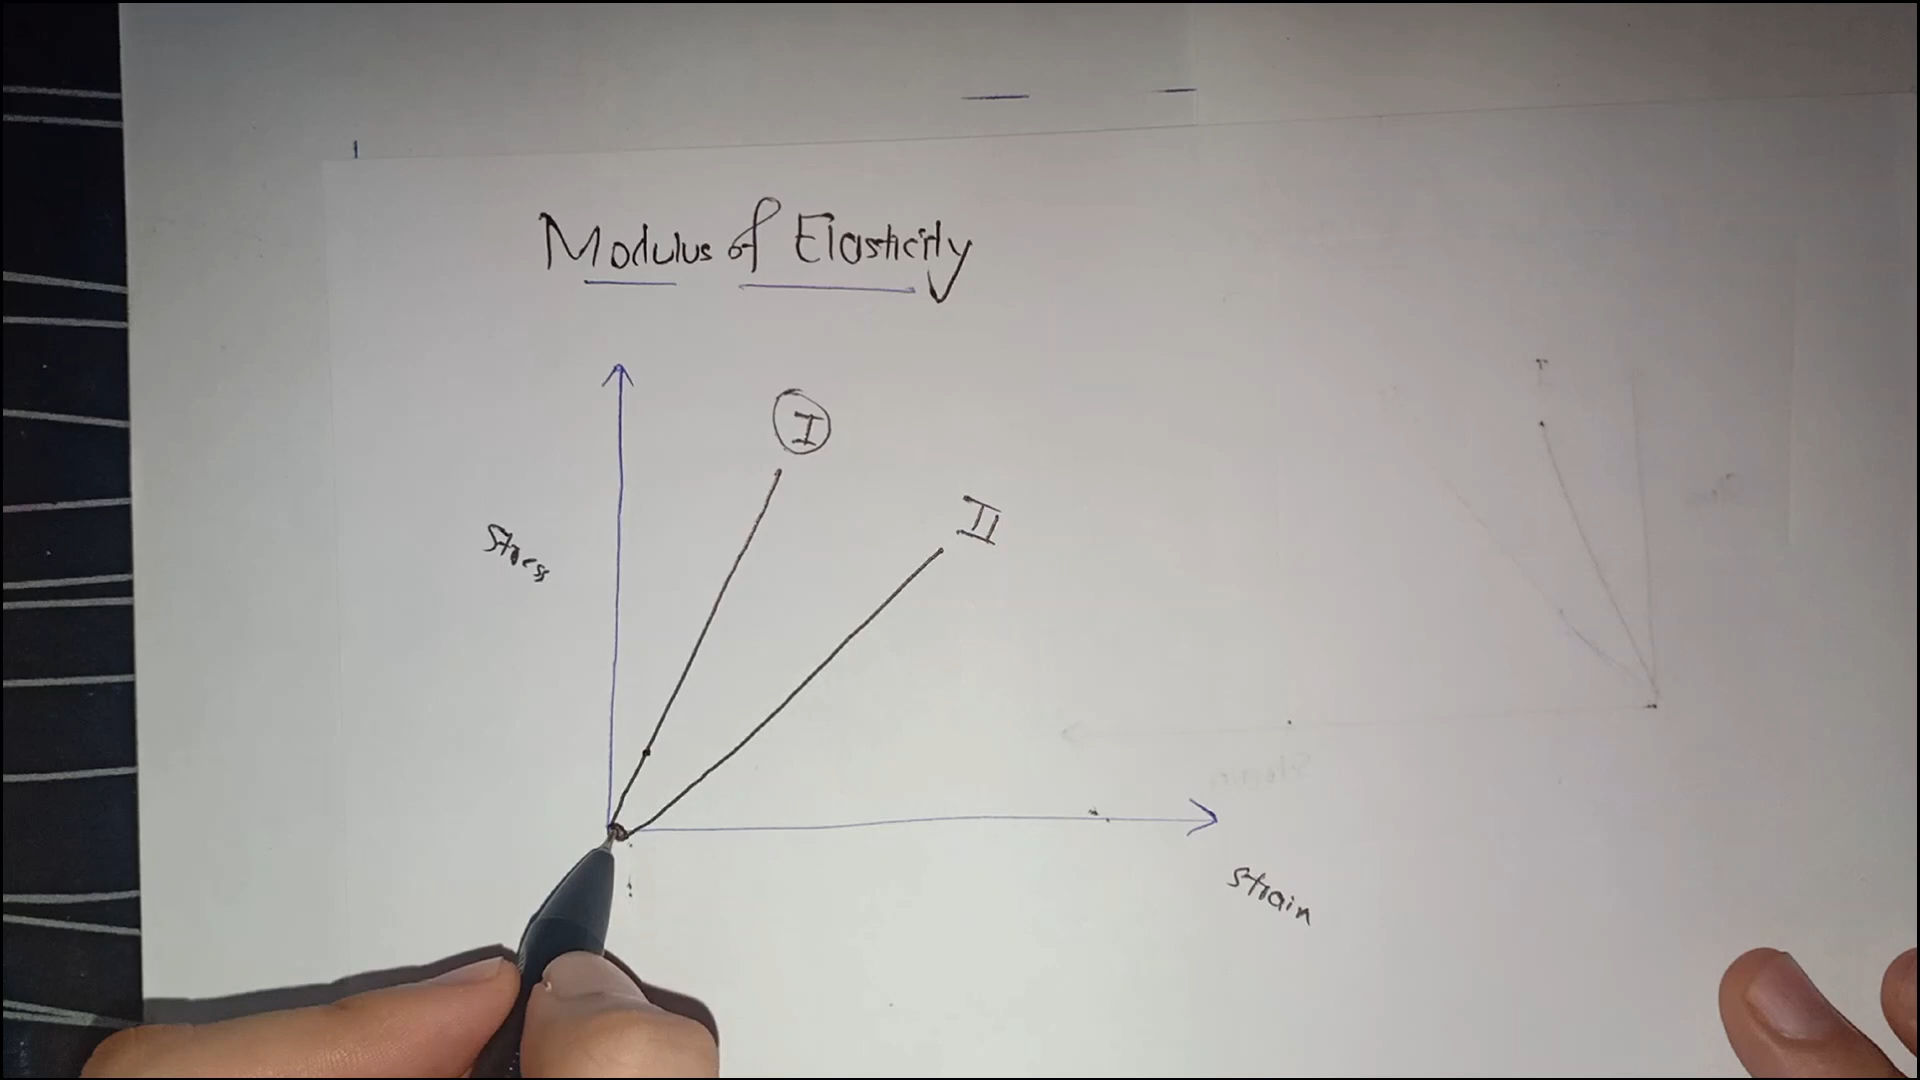 Modulus of Elasticity
I
II
Stress
Strain